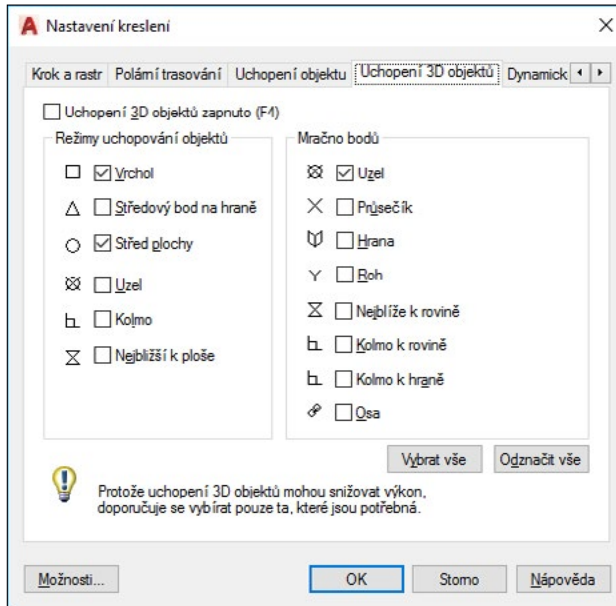 Nastavení kreslení
Krok a rastr Polární trasování Uchopení objektu Uchopení 3D objektů Dynamick
Uchopení 3D objektů zapnuto (F4)
Režimy uchopování objektů
Vrchol
Středový bod na hraně
Střed plochy
Uzel
Kolmo
Nejbližší k ploše
Mračno bodů
Uzel
Průsečík
Hrana
Roh
Nejblíže k rovině
Kolmo k rovině
Kolmo k hraně
Osa
Vybrat vše Odznačit vše
Protože uchopení 3D objektů mohou snižovat výkon,
doporučuje se vybírat pouze ta, které jsou potřebná.
Možnosti... OK Storno Nápověda